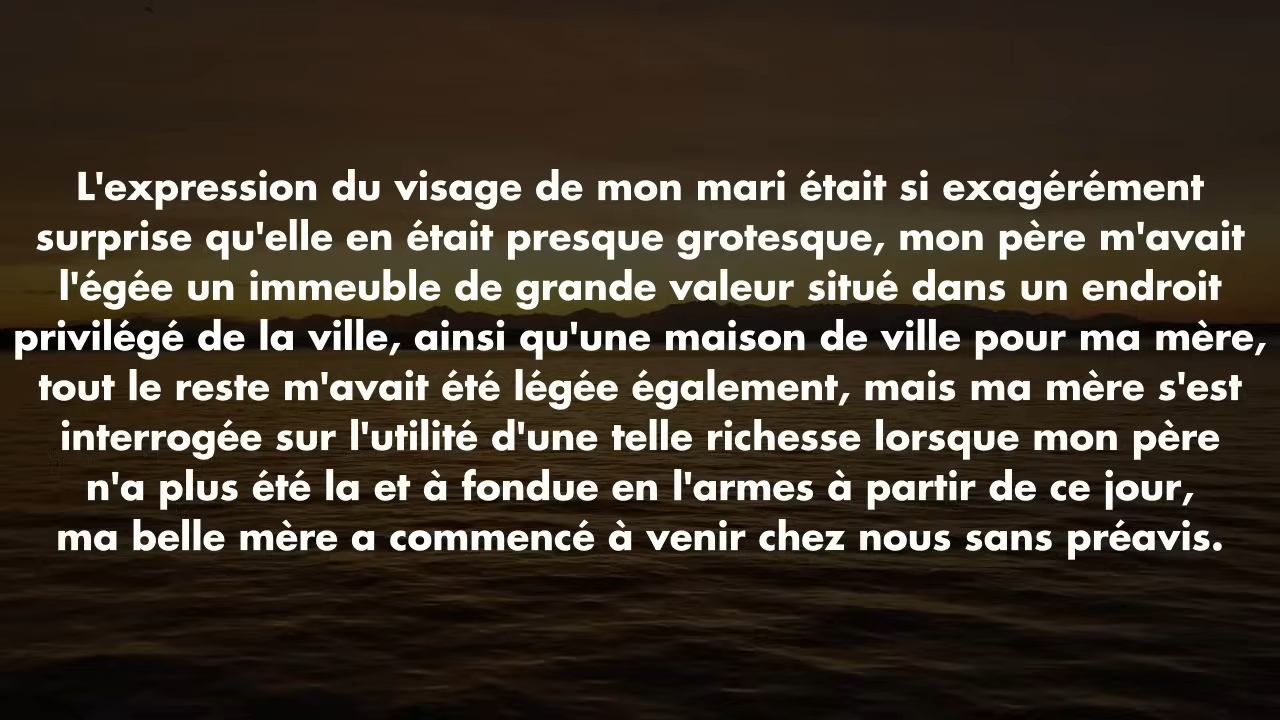 L'expression du visage de mon mari était si exagérément
surprise qu'elle en était presque grotesque, mon père m'avait
l'égée un immeuble de grande valeur situé dans un endroit
privilégé de la ville, ainsi qu'une maison de ville pour ma mère,
tout le reste m'avait été légée également, mais ma mère s'est
interrogée sur l'utilité d'une telle richesse lorsque mon père
n'a plus été la et à fondue en l'armes à partir de ce jour,
ma belle mère a commencé à venir chez nous sans préavis.